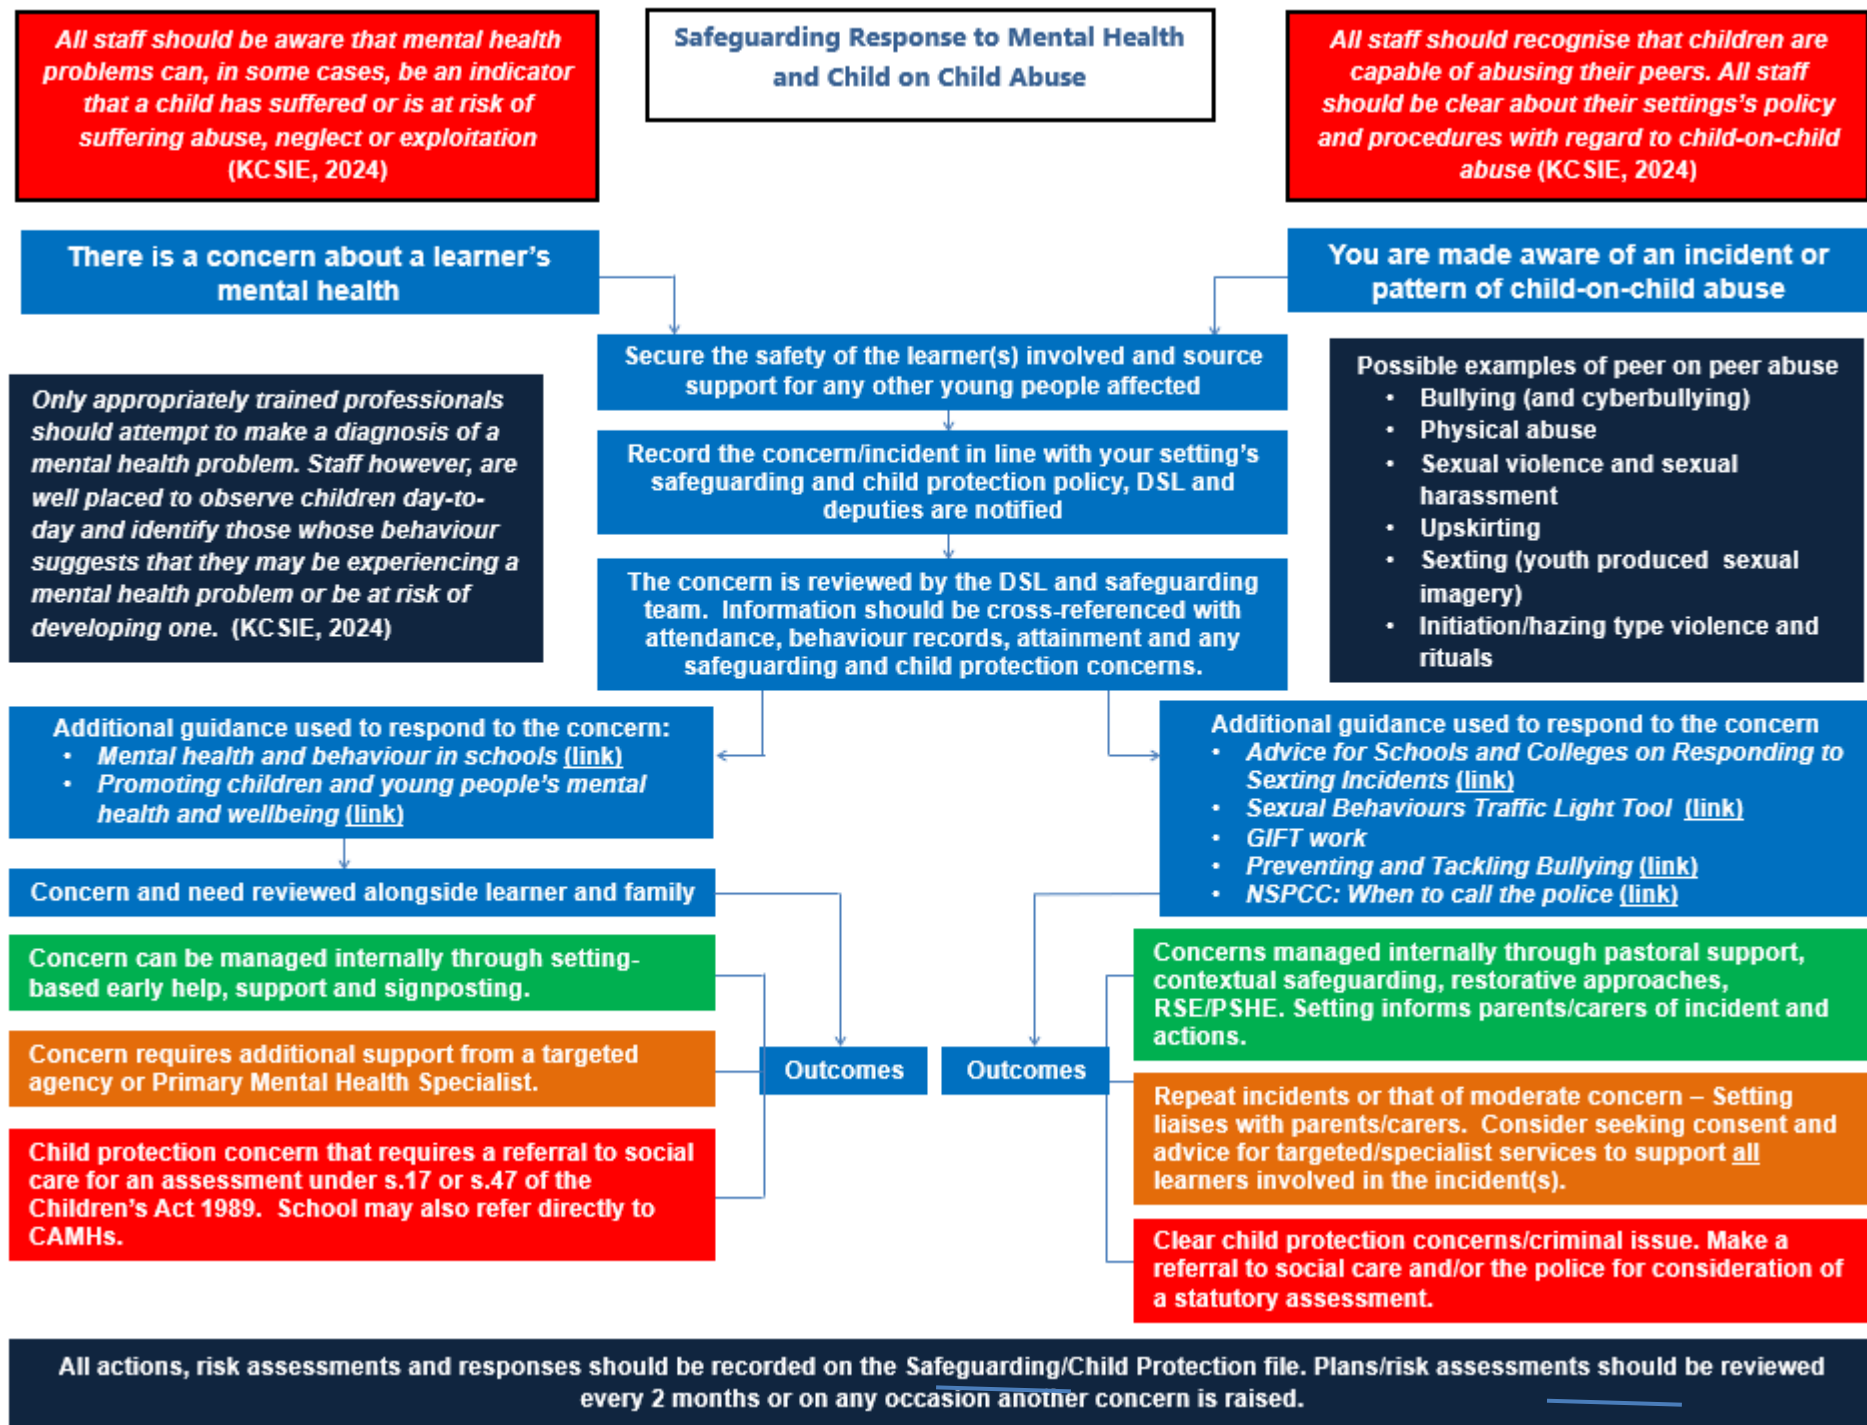 All staff should be aware that mental health
problems can, in some cases, be an indicator
that a child has suffered or is at risk of
suffering abuse, neglect or exploitation
(KCSIE, 2024)
Safeguarding Response to Mental Health
and Child on Child Abuse
All staff should recognise that children are
capable of abusing their peers. All staff
should be clear about their settings's policy
and procedures with regard to child-on-child
abuse (KCSIE, 2024)
There is a concern about a learner's
mental health
You are made aware of an incident or
pattern of child-on-child abuse
Secure the safety of the learner(s) involved and source
support for any other young people affected
Only appropriately trained professionals
should attempt to make a diagnosis of a
mental health problem. Staff however, are
well placed to observe children day-to-
day and identify those whose behaviour
suggests that they may be experiencing a
mental health problem or be at risk of
developing one. (KCSIE, 2024)
Record the concern/incident in line with your setting's
safeguarding and child protection policy, DSL and
deputies are notified
The concern is reviewed by the DSL and safeguarding
team. Information should be cross-referenced with
attendance, behaviour records, attainment and any
safeguarding and child protection concerns.
Possible examples of peer on peer abuse
• Bullying (and cyberbullying)
• Physical abuse
• Sexual violence and sexual
harassment
• Upskirting
• Sexting (youth produced sexual
imagery)
• Initiation/hazing type violence and
rituals
Additional guidance used to respond to the concern:
• Mental health and behaviour in schools (link)
• Promoting children and young people's mental
health and wellbeing (link)
Additional guidance used to respond to the concern
• Advice for Schools and Colleges on Responding to
Sexting Incidents (link)
• Sexual Behaviours Traffic Light Tool (link)
• GIFT work
• Preventing and Tackling Bullying (link)
• NSPCC: When to call the police (link)
Concern and need reviewed alongside learner and family
Concern can be managed internally through setting-
based early help, support and signposting.
Concern requires additional support from a targeted
agency or Primary Mental Health Specialist.
Child protection concern that requires a referral to social
care for an assessment under s.17 or s.47 of the
Children's Act 1989. School may also refer directly to
CAMHs.
Outcomes
Outcomes
Concerns managed internally through pastoral support,
contextual safeguarding, restorative approaches,
RSE/PSHE. Setting informs parents/carers of incident and
actions.
Repeat incidents or that of moderate concern – Setting
liaises with parents/carers. Consider seeking consent and
advice for targeted/specialist services to support all
learners involved in the incident(s).
Clear child protection concerns/criminal issue. Make a
referral to social care and/or the police for consideration of
a statutory assessment.
All actions, risk assessments and responses should be recorded on the Safeguarding/Child Protection file. Plans/risk assessments should be reviewed
every 2 months or on any occasion another concern is raised.